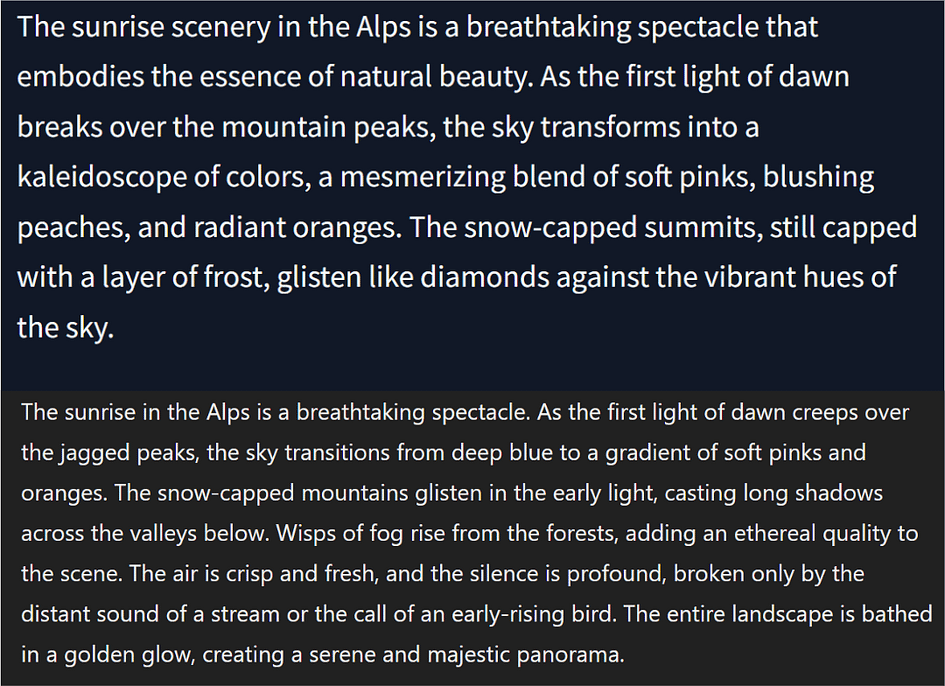 The sunrise scenery in the Alps is a breathtaking spectacle that
embodies the essence of natural beauty. As the first light of dawn
breaks over the mountain peaks, the sky transforms into a
kaleidoscope of colors, a mesmerizing blend of soft pinks, blushing
peaches, and radiant oranges. The snow-capped summits, still capped
with a layer of frost, glisten like diamonds against the vibrant hues of
the sky.
The sunrise in the Alps is a breathtaking spectacle. As the first light of dawn creeps over
the jagged peaks, the sky transitions from deep blue to a gradient of soft pinks and
oranges. The snow-capped mountains glisten in the early light, casting long shadows
across the valleys below. Wisps of fog rise from the forests, adding an ethereal quality to
the scene. The air is crisp and fresh, and the silence is profound, broken only by the
distant sound of a stream or the call of an early-rising bird. The entire landscape is bathed
in a golden glow, creating a serene and majestic panorama.